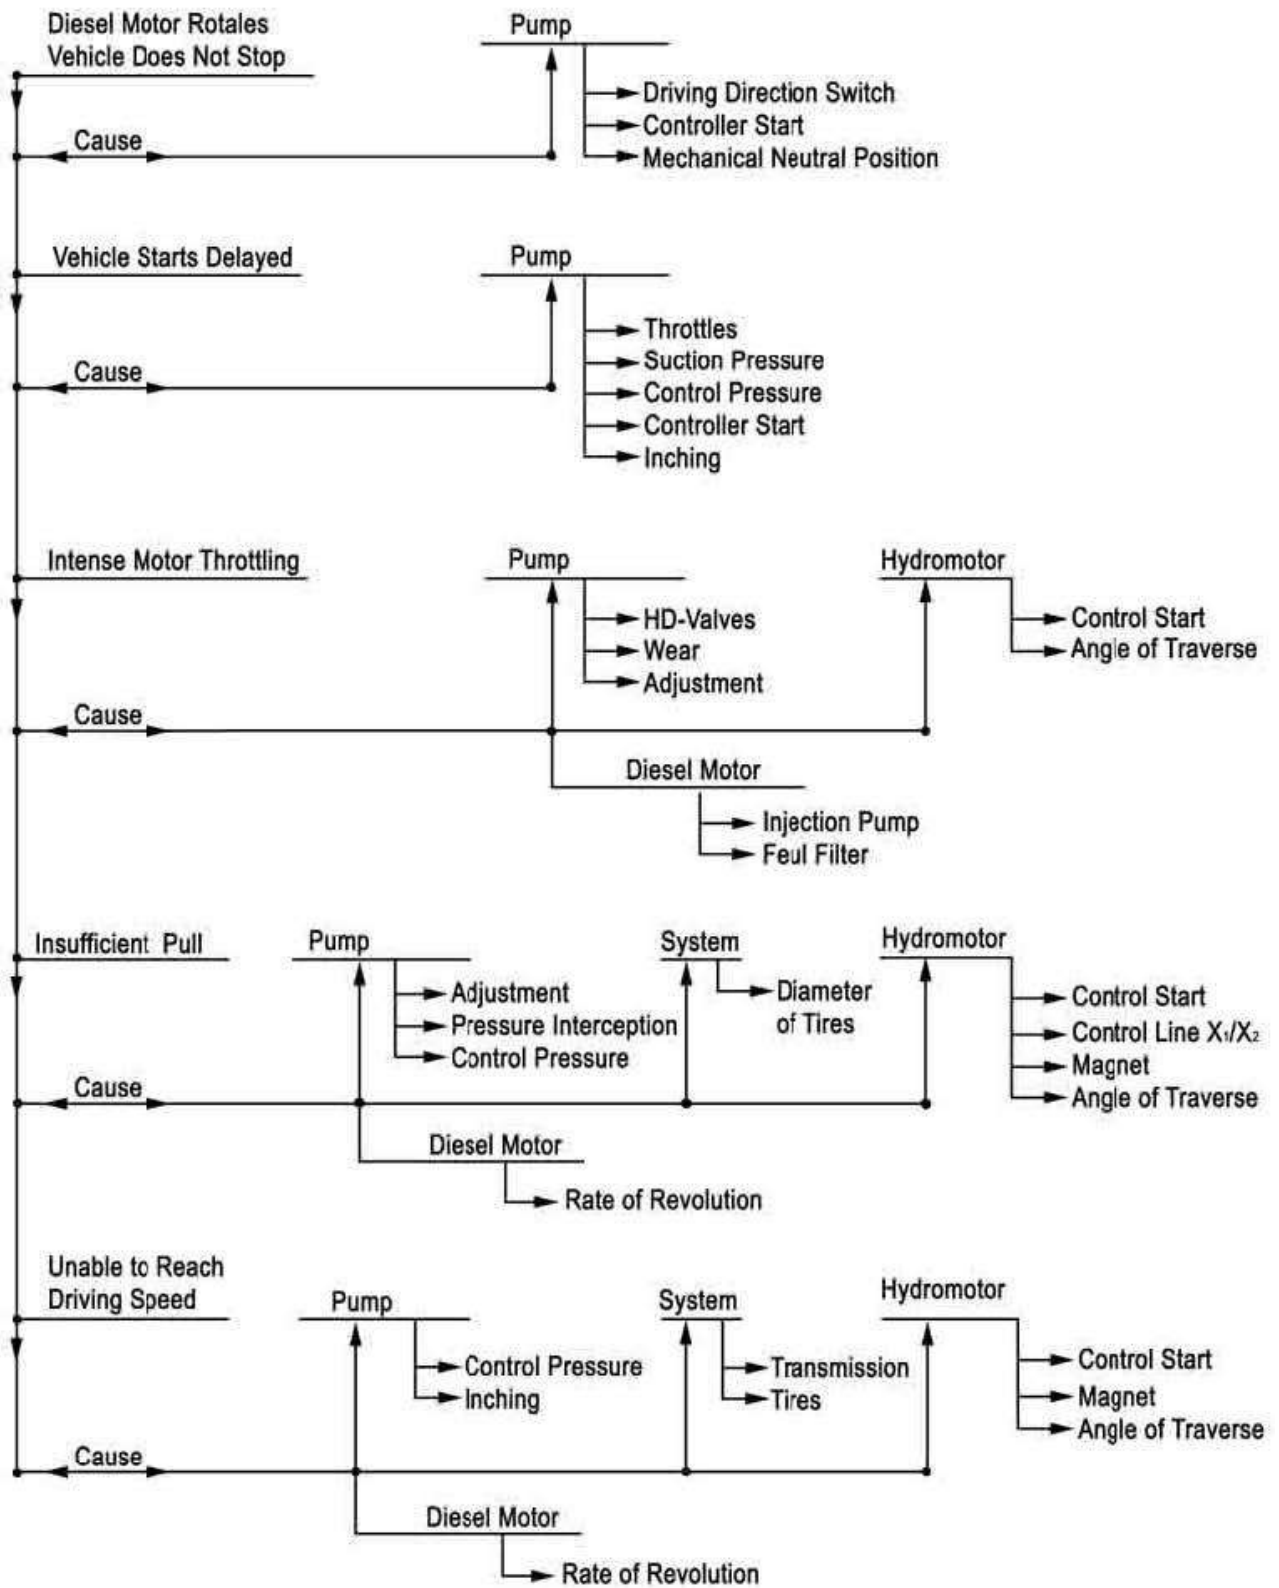 Diesel Motor Rotales
Vehicle Does Not Stop
Pump
Driving Direction Switch
Controller Start
Mechanical Neutral Position
Cause
Vehicle Starts Delayed
Pump
Throttles
Suction Pressure
Control Pressure
Controller Start
Inching
Cause
Intense Motor Throttling
Pump
HD-Valves
Wear
Adjustment
Hydromotor
Control Start
Angle of Traverse
Cause
Diesel Motor
Injection Pump
Feul Filter
Insufficient Pull
Pump
Adjustment
Pressure Interception
Control Pressure
System
Diameter
of Tires
Hydromotor
Control Start
Control Line X₁/X₂
Magnet
Angle of Traverse
Cause
Diesel Motor
Rate of Revolution
Unable to Reach
Driving Speed
Pump
Control Pressure
Inching
System
Transmission
Tires
Hydromotor
Control Start
Magnet
Angle of Traverse
Cause
Diesel Motor
Rate of Revolution